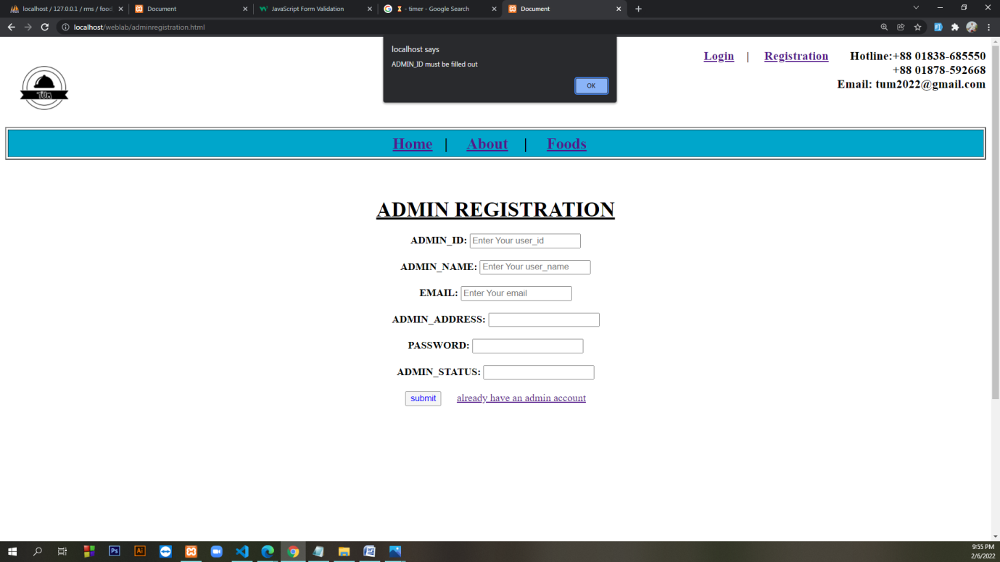 localhost / 127.0.0.1 / rms / food
Document
JavaScript Form Validation
- timer - Google Search
Document
localhost/weblab/adminregistration.html
localhost says
ADMIN_ID must be filled out
OK
TUM
Login | Registration Hotline:+88 01838-685550
+88 01878-592668
Email: tum2022@gmail.com
Home | About | Foods
ADMIN REGISTRATION
ADMIN_ID: Enter Your user_id
ADMIN_NAME: Enter Your user_name
EMAIL: Enter Your email
ADMIN_ADDRESS:
PASSWORD:
ADMIN_STATUS:
submit already have an admin account
Ps
Ai
9:55 PM
2/6/2022